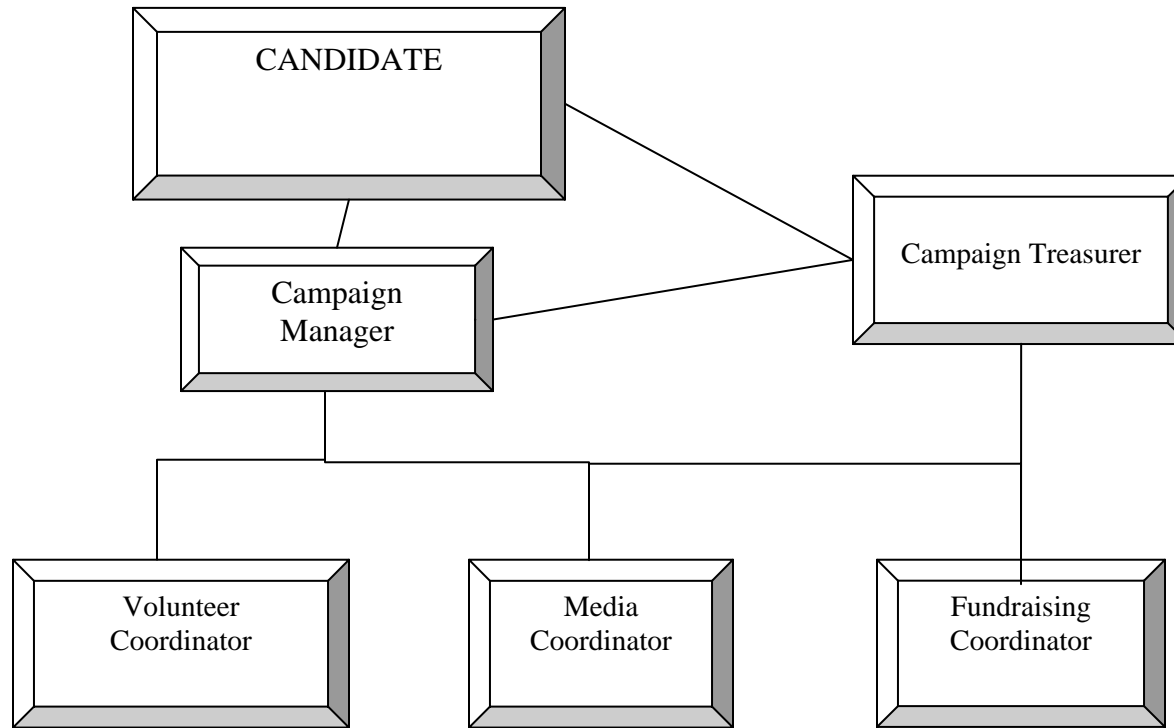 CANDIDATE
Campaign Treasurer
Campaign
Manager
Volunteer
Coordinator
Media
Coordinator
Fundraising
Coordinator